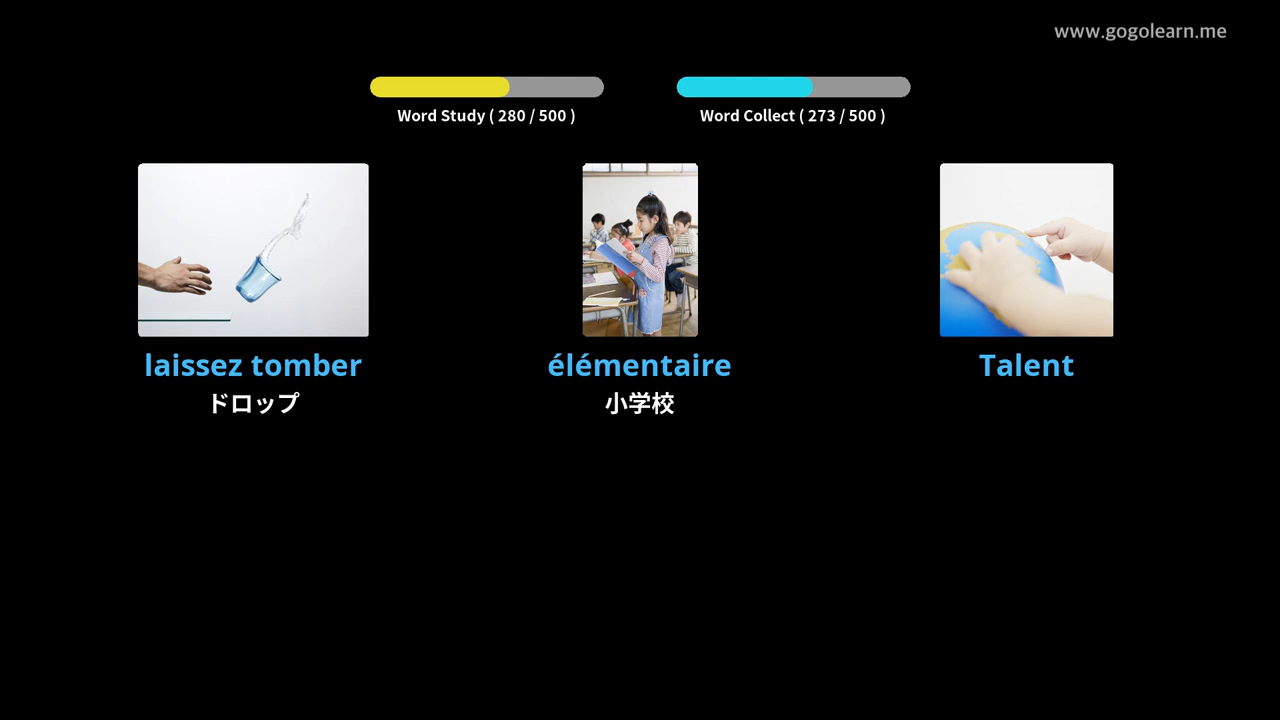 www.gogolearn.me
Word Study ( 280 / 500 )
Word Collect ( 273 / 500 )
laissez tomber
ドロップ
élémentaire
小学校
Talent